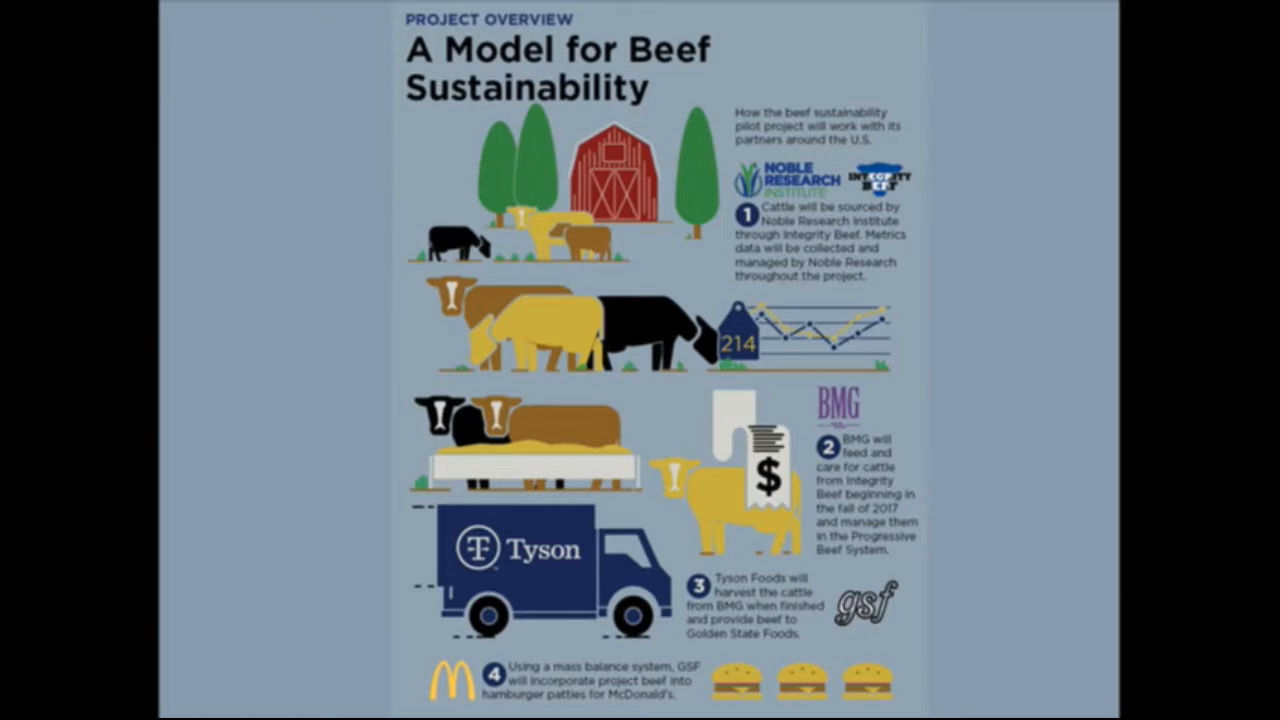 PROJECT OVERVIEW
A Model for Beef
Sustainability
How the beef sustainability
pilot project will work with its
partners around the U.S.
NOBLE
RESEARCH
INSTITUTE
INTEGRITY
BEEF
1 Cattle will be sourced by
Noble Research Institute
through Integrity Beef. Metrics
data will be collected and
managed by Noble Research
throughout the project.
214
BMG
2 BMG will
feed and
care for cattle
from Integrity
Beef beginning in
the fall of 2017
and manage them
in the Progressive
Beef System.
$
T Tyson
3 Tyson Foods will
harvest the cattle
from BMG when finished
and provide beef to
Golden State Foods.
gsf
4 Using a mass balance system, GSF
will incorporate project beef into
hamburger patties for McDonald's.